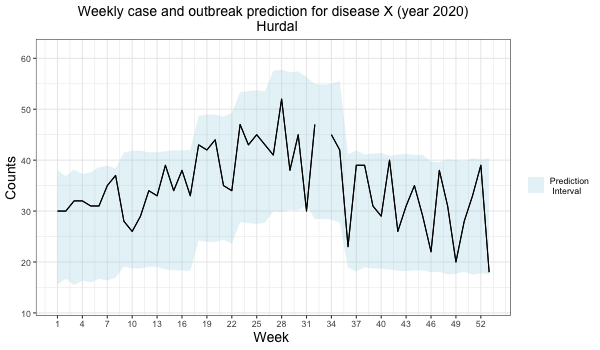 Weekly case and outbreak prediction for disease X (year 2020)
Hurdal
Counts
60
50
40
30
20
10
1 4 7 10 13 16 19 22 25 28 31 34 37 40 43 46 49 52
Week
Prediction
Interval